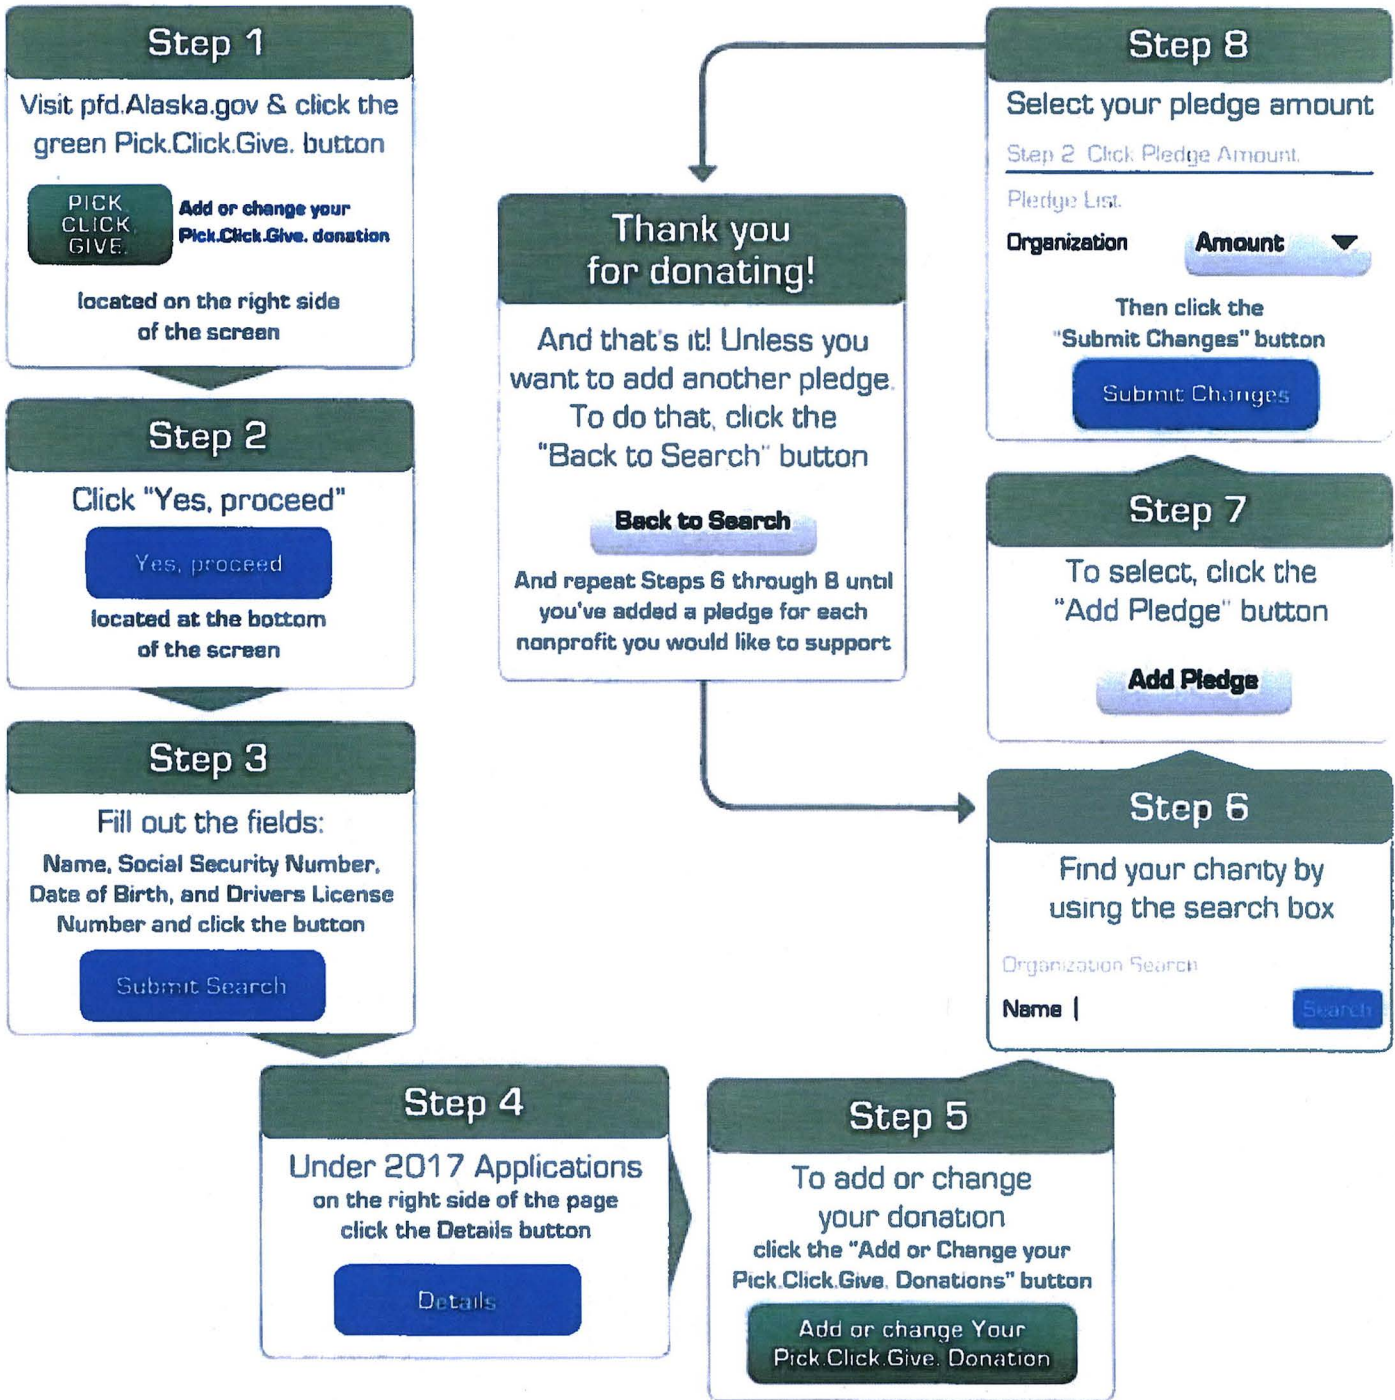 Step 1
Visit pfd.Alaska.gov & click the
green Pick.Click.Give. button
PICK.
CLICK.
GIVE.
Add or change your
Pick.Click.Give. donation
located on the right side
of the screen
Step 2
Click "Yes, proceed"
Yes, proceed
located at the bottom
of the screen
Step 3
Fill out the fields:
Name, Social Security Number,
Date of Birth, and Drivers License
Number and click the button
Submit Search
Step 4
Under 2017 Applications
on the right side of the page
click the Details button
Details
Step 5
To add or change
your donation
click the "Add or Change your
Pick.Click.Give. Donations" button
Add or change Your
Pick.Click.Give. Donation
Step 6
Find your charity by
using the search box
Organization Search
Name
Search
Step 7
To select, click the
"Add Pledge" button
Add Pledge
Step 8
Select your pledge amount
Step 2 Click Pledge Amount.
Pledge List.
Organization
Amount
Then click the
"Submit Changes" button
Submit Changes
Thank you
for donating!
And that's it! Unless you
want to add another pledge.
To do that, click the
"Back to Search" button
Back to Search
And repeat Steps 6 through 8 until
you've added a pledge for each
nonprofit you would like to support